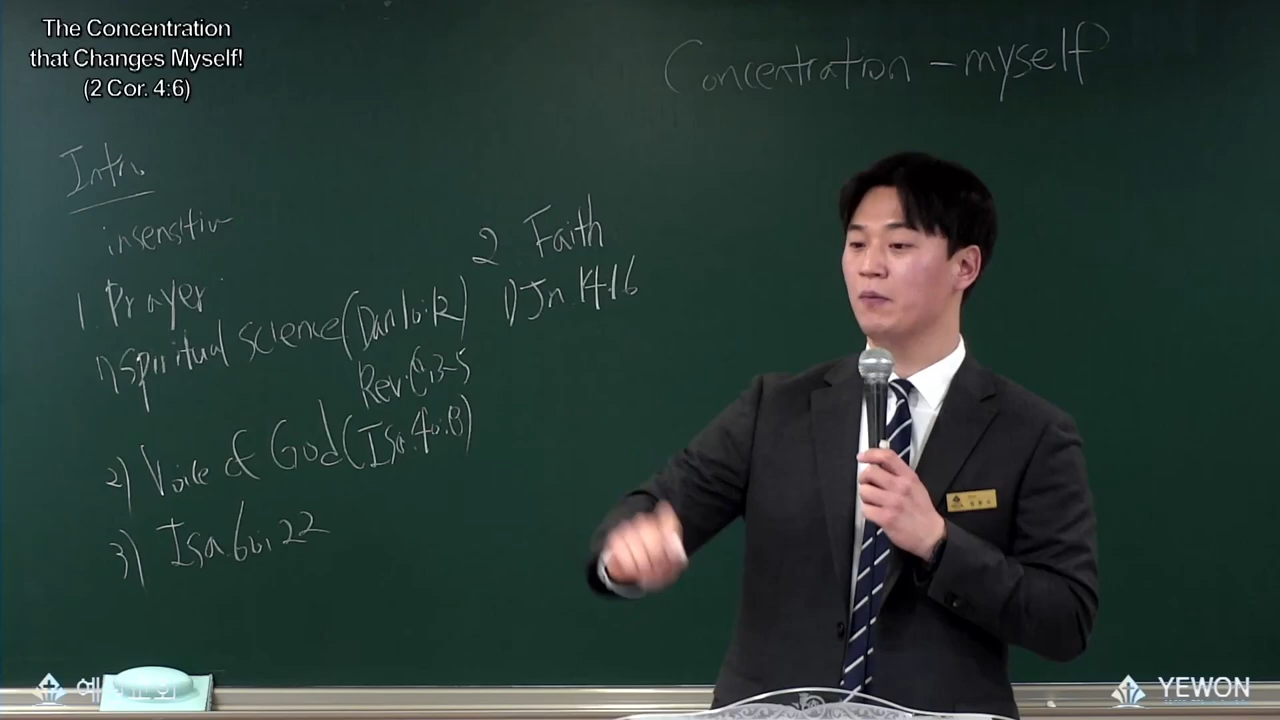 The Concentration
that Changes Myself!
(2 Cor. 4:6)
Concentration - myself
Intro.
insensitiv
1. Prayer
1) Spiritual science (Dan 10:12)
Rev. 3-5
2) Voice of God (Isa. 40:8)
3) Isa. 60:22
2 Faith
1) Jn 14:16
YEWON